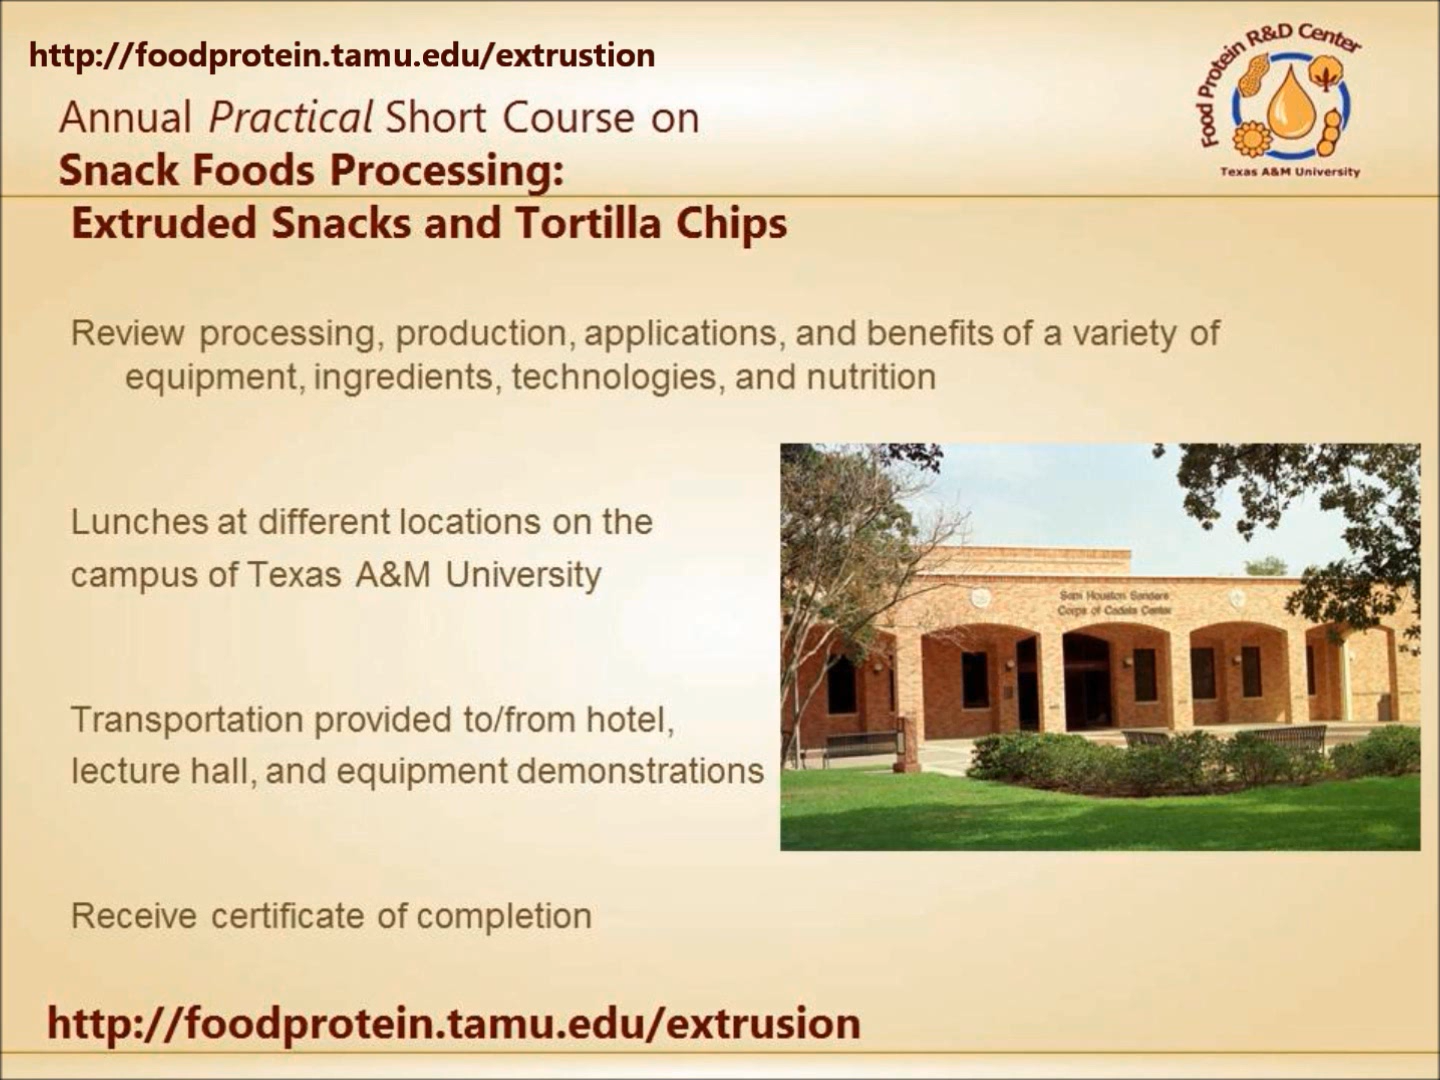 http://foodprotein.tamu.edu/extrustion
Food Protein R&D Center
Texas A&M University
Annual Practical Short Course on
Snack Foods Processing:
Extruded Snacks and Tortilla Chips
Review processing, production, applications, and benefits of a variety of
equipment, ingredients, technologies, and nutrition
Lunches at different locations on the
campus of Texas A&M University
Sam Houston Sanders
Corps of Cadets Center
Transportation provided to/from hotel,
lecture hall, and equipment demonstrations
Receive certificate of completion
http://foodprotein.tamu.edu/extrusion